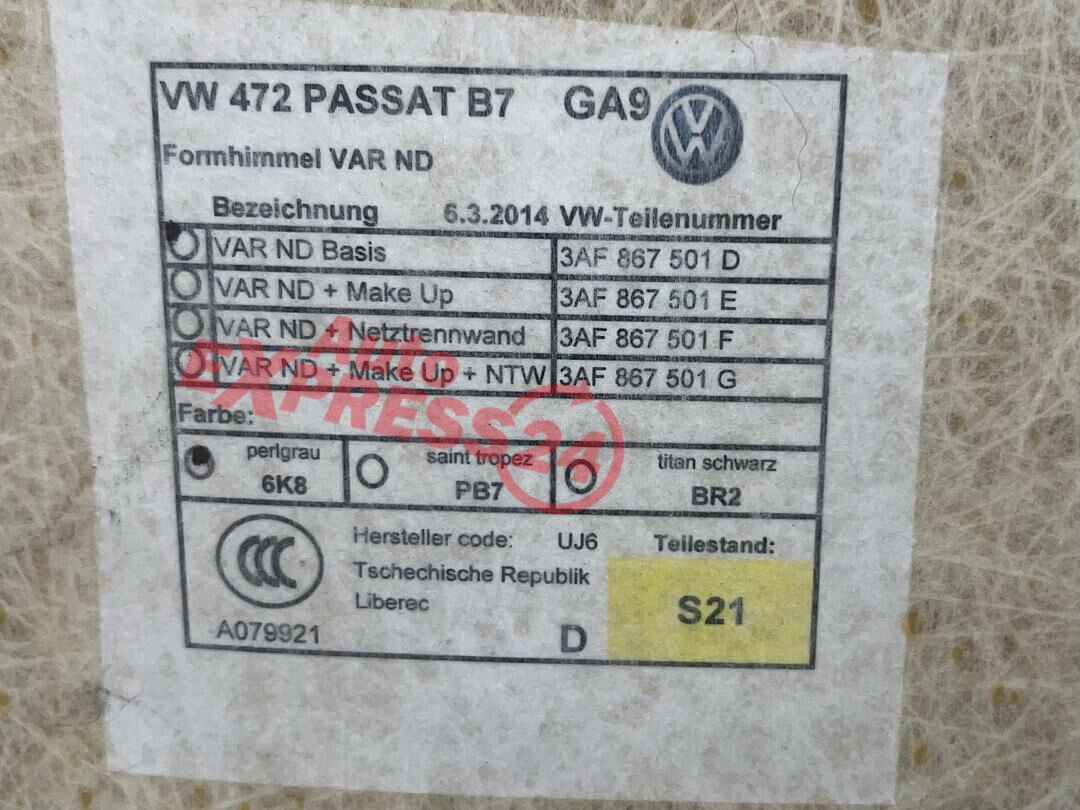 VW 472 PASSAT B7 GA9
Formhimmel VAR ND
Bezeichnung 6.3.2014 VW-Teilenummer
VAR ND Basis 3AF 867 501 D
VAR ND + Make Up 3AF 867 501 E
VAR ND + Netztrennwand 3AF 867 501 F
VAR ND + Make Up + NTW 3AF 867 501 G
Auto
EXPRESS24
Farbe:
perlgrau saint tropez titan schwarz
6K8 PB7 BR2
CCC
Hersteller code: UJ6 Teilestand:
Tschechische Republik
Liberec
S21
A079921 D